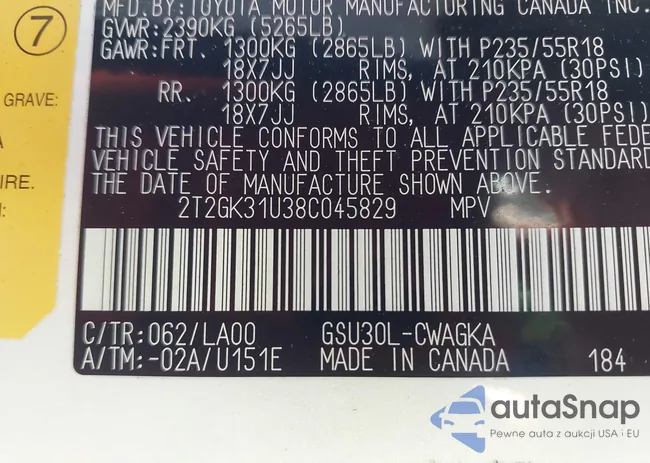 MFD. BY: TOYOTA MOTOR MANUFACTURING CANADA INC.
7
GVWR: 2390KG (5265LB)
GAWR: FRT. 1300KG (2865LB) WITH P235/55R18
18X7JJ RIMS, AT 210KPA (30PSI)
GRAVE:
RR. 1300KG (2865LB) WITH P235/55R18
18X7JJ RIMS, AT 210KPA (30PSI)
THIS VEHICLE CONFORMS TO ALL APPLICABLE FEDE
A
VEHICLE SAFETY AND THEFT PREVENTION STANDARD
IRE.
THE DATE OF MANUFACTURE SHOWN ABOVE.
2T2GK31U38C045829 MPV
C/TR: 062/LA00 GSU30L-CWAGKA
A/TM: -02A/U151E MADE IN CANADA 184
autaSnap
Pewne auta z aukcji USA i EU